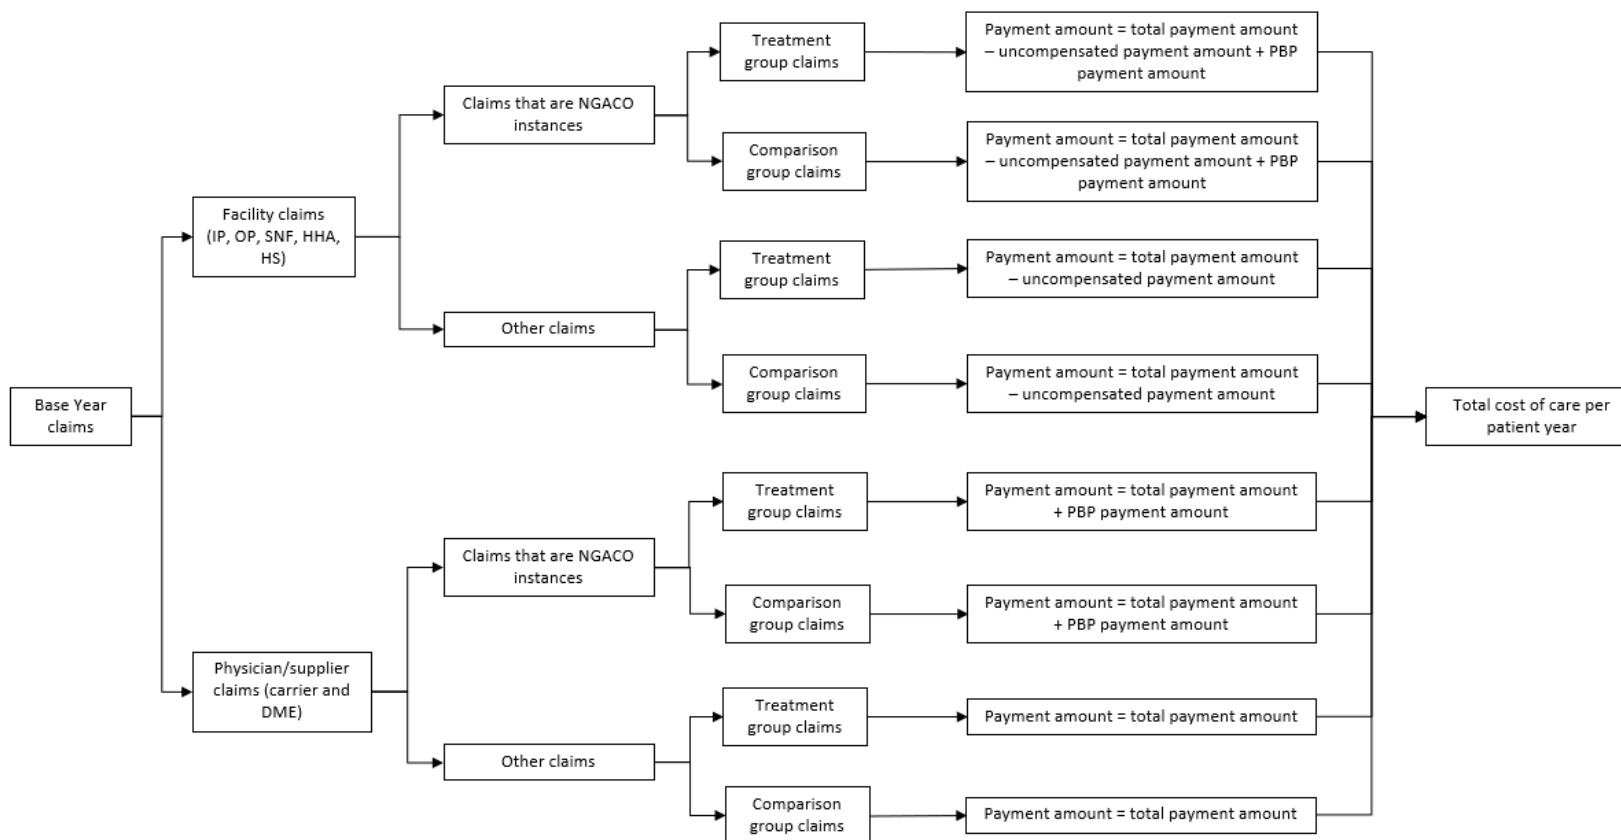 Base Year
claims
Facility claims
(IP, OP, SNF, HHA,
HS)
Claims that are NGACO
instances
Treatment
group claims
Payment amount = total payment amount
– uncompensated payment amount + PBP
payment amount
Comparison
group claims
Payment amount = total payment amount
– uncompensated payment amount + PBP
payment amount
Other claims
Treatment
group claims
Payment amount = total payment amount
– uncompensated payment amount
Comparison
group claims
Payment amount = total payment amount
– uncompensated payment amount
Physician/supplier
claims (carrier and
DME)
Claims that are NGACO
instances
Treatment
group claims
Payment amount = total payment amount
+ PBP payment amount
Comparison
group claims
Payment amount = total payment amount
+ PBP payment amount
Other claims
Treatment
group claims
Payment amount = total payment amount
Comparison
group claims
Payment amount = total payment amount
Total cost of care per
patient year